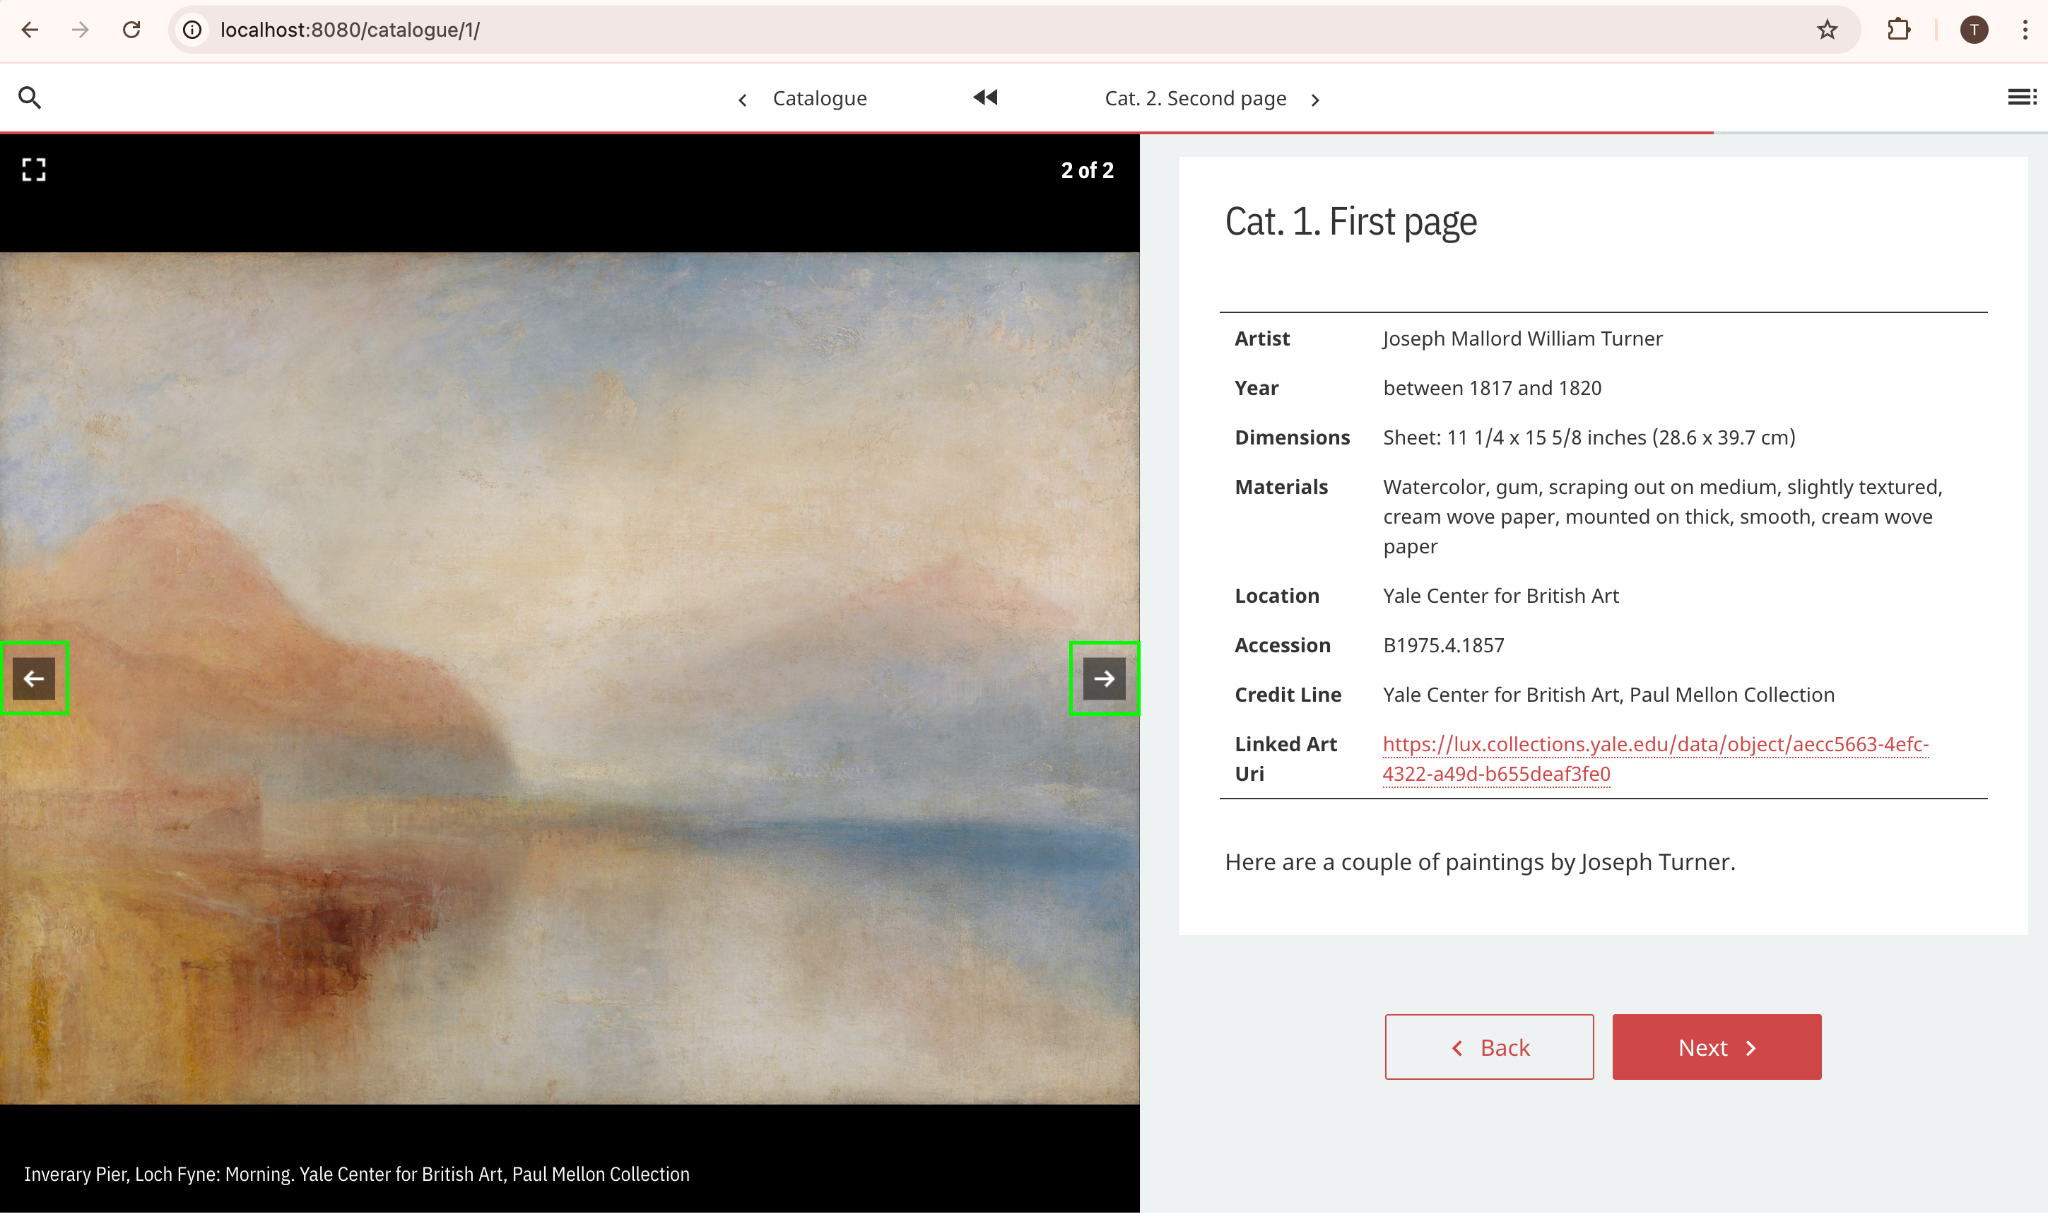 localhost:8080/catalogue/1/
T
Catalogue
Cat. 2. Second page
2 of 2
Inverary Pier, Loch Fyne: Morning. Yale Center for British Art, Paul Mellon Collection
Cat. 1. First page
Artist Joseph Mallord William Turner
Year between 1817 and 1820
Dimensions Sheet: 11 1/4 x 15 5/8 inches (28.6 x 39.7 cm)
Materials Watercolor, gum, scraping out on medium, slightly textured,
cream wove paper, mounted on thick, smooth, cream wove
paper
Location Yale Center for British Art
Accession B1975.4.1857
Credit Line Yale Center for British Art, Paul Mellon Collection
Linked Art https://lux.collections.yale.edu/data/object/aecc5663-4efc-
Uri 4322-a49d-b655deaf3fe0
Here are a couple of paintings by Joseph Turner.
Back
Next